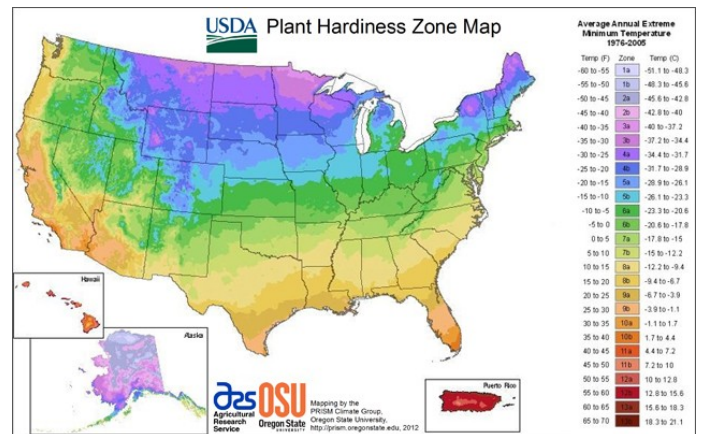 USDA
Plant Hardiness Zone Map
Average Annual Extreme
Minimum Temperature
1976-2005
Temp (F) Zone Temp (C)
-60 to -55 1a -51.1 to -48.3
-55 to -50 1b -48.3 to -45.6
-50 to -45 2a -45.6 to -42.8
-45 to -40 2b -42.8 to -40
-40 to -35 3a -40 to -37.2
-35 to -30 3b -37.2 to -34.4
-30 to -25 4a -34.4 to -31.7
-25 to -20 4b -31.7 to -28.9
-20 to -15 5a -28.9 to -26.1
-15 to -10 5b -26.1 to -23.3
-10 to -5 6a -23.3 to -20.6
-5 to 0 6b -20.6 to -17.8
0 to 5 7a -17.8 to -15
5 to 10 7b -15 to -12.2
10 to 15 8a -12.2 to -9.4
15 to 20 8b -9.4 to -6.7
20 to 25 9a -6.7 to -3.9
25 to 30 9b -3.9 to -1.1
30 to 35 10a -1.1 to 1.7
35 to 40 10b 1.7 to 4.4
40 to 45 11a 4.4 to 7.2
45 to 50 11b 7.2 to 10
50 to 55 12a 10 to 12.8
55 to 60 12.8 to 15.6
60 to 65 15.6 to 18.3
65 to 70 18.3 to 21.1
Hawaii
Alaska
Puerto Rico
ars
Agricultural
Research
Service
OSU
Oregon State
UNIVERSITY
Mapping by the
PRISM Climate Group,
Oregon State University,
http://prism.oregonstate.edu, 2012